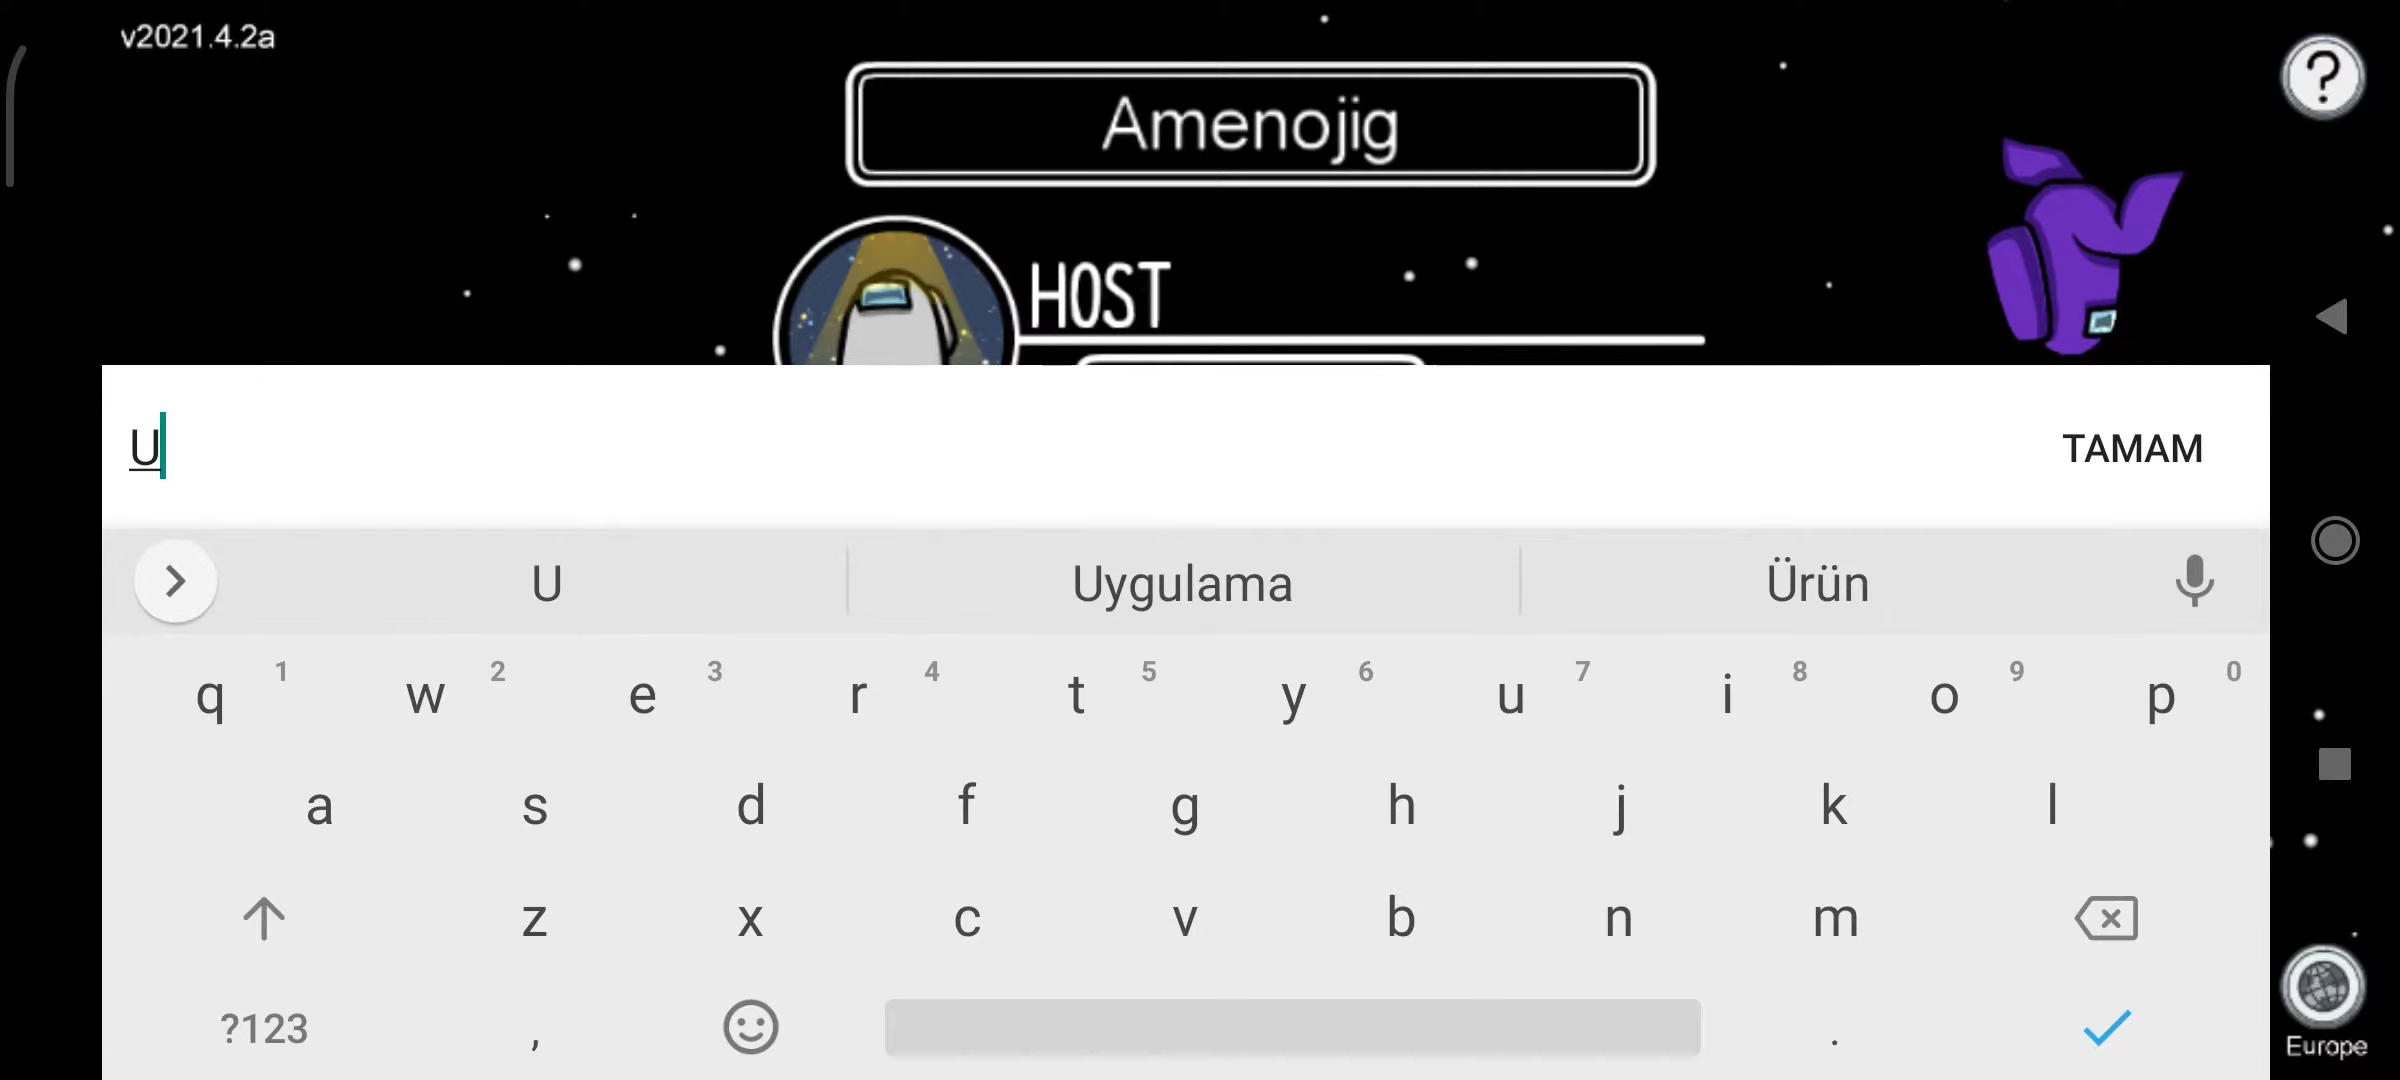 v2021.4.2a
?
Amenojig
HOST
U
TAMAM
U Uygulama Ürün
q 1 w 2 e 3 r 4 t 5 y 6 u 7 i 8 o 9 p 0
a s d f g h j k l
z x c v b n m
?123 , .
Europe